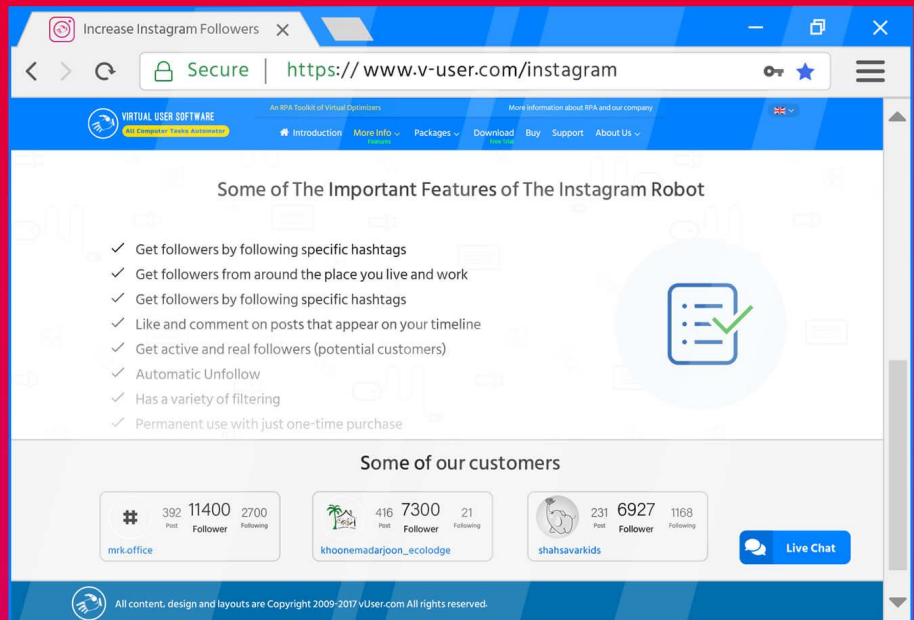 Increase Instagram Followers
Secure | https://www.v-user.com/instagram
An RPA Toolkit of Virtual Optimizers
More information about RPA and our company
VIRTUAL USER SOFTWARE
All Computer Tasks Automator
Introduction More Info Packages Download Buy Support About Us
Features Free Trial
Some of The Important Features of The Instagram Robot
Get followers by following specific hashtags
Get followers from around the place you live and work
Get followers by following specific hashtags
Like and comment on posts that appear on your timeline
Get active and real followers (potential customers)
Automatic Unfollow
Has a variety of filtering
Permanent use with just one-time purchase
Some of our customers
392 11400 2700
Post Follower Following
mrk.office
416 7300 21
Post Follower Following
khoonemadarjoon_ecolodge
231 6927 1168
Post Follower Following
shahsavarkids
Live Chat
All content, design and layouts are Copyright 2009-2017 vUser.com All rights reserved.